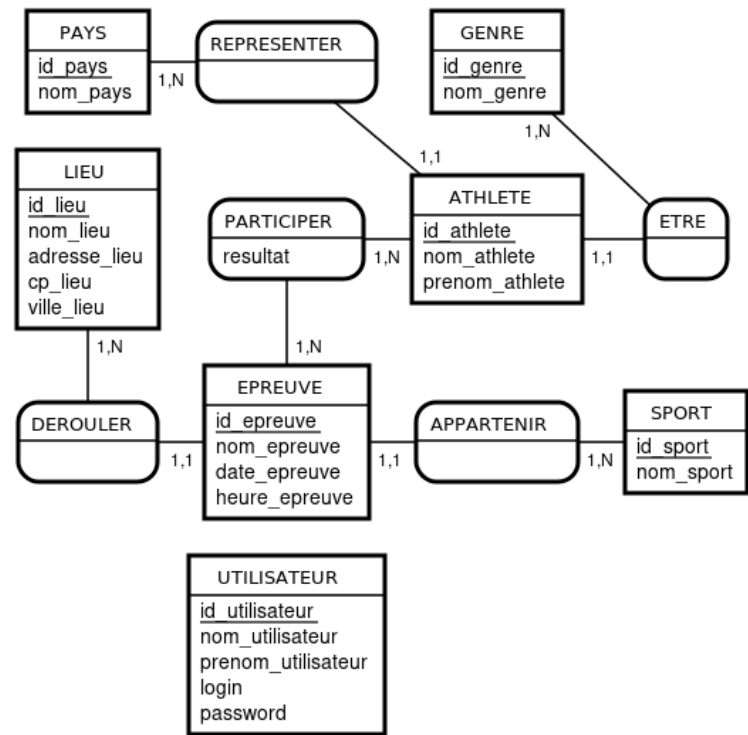 PAYS
id_pays
nom_pays
1,N
REPRESENTER
GENRE
id_genre
nom_genre
1,N
1,1
LIEU
id_lieu
nom_lieu
adresse_lieu
cp_lieu
ville_lieu
1,N
PARTICIPER
resultat
1,N
ATHLETE
id_athlete
nom_athlete
prenom_athlete
1,1
ETRE
1,N
DEROULER
1,1
EPREUVE
id_epreuve
nom_epreuve
date_epreuve
heure_epreuve
1,1
APPARTENIR
1,N
SPORT
id_sport
nom_sport
UTILISATEUR
id_utilisateur
nom_utilisateur
prenom_utilisateur
login
password